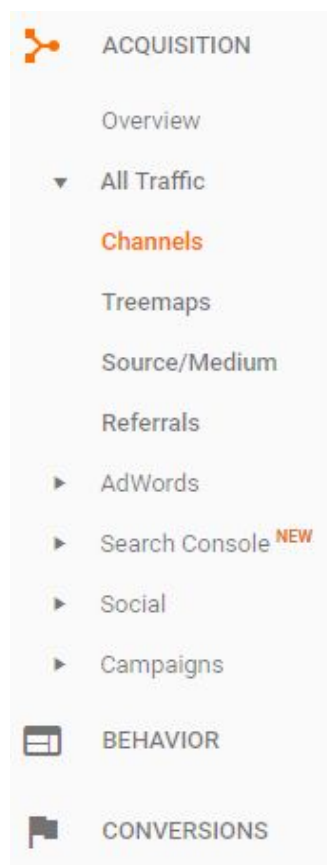 ACQUISITION
Overview
All Traffic
Channels
Treemaps
Source/Medium
Referrals
AdWords
Search Console NEW
Social
Campaigns
BEHAVIOR
CONVERSIONS